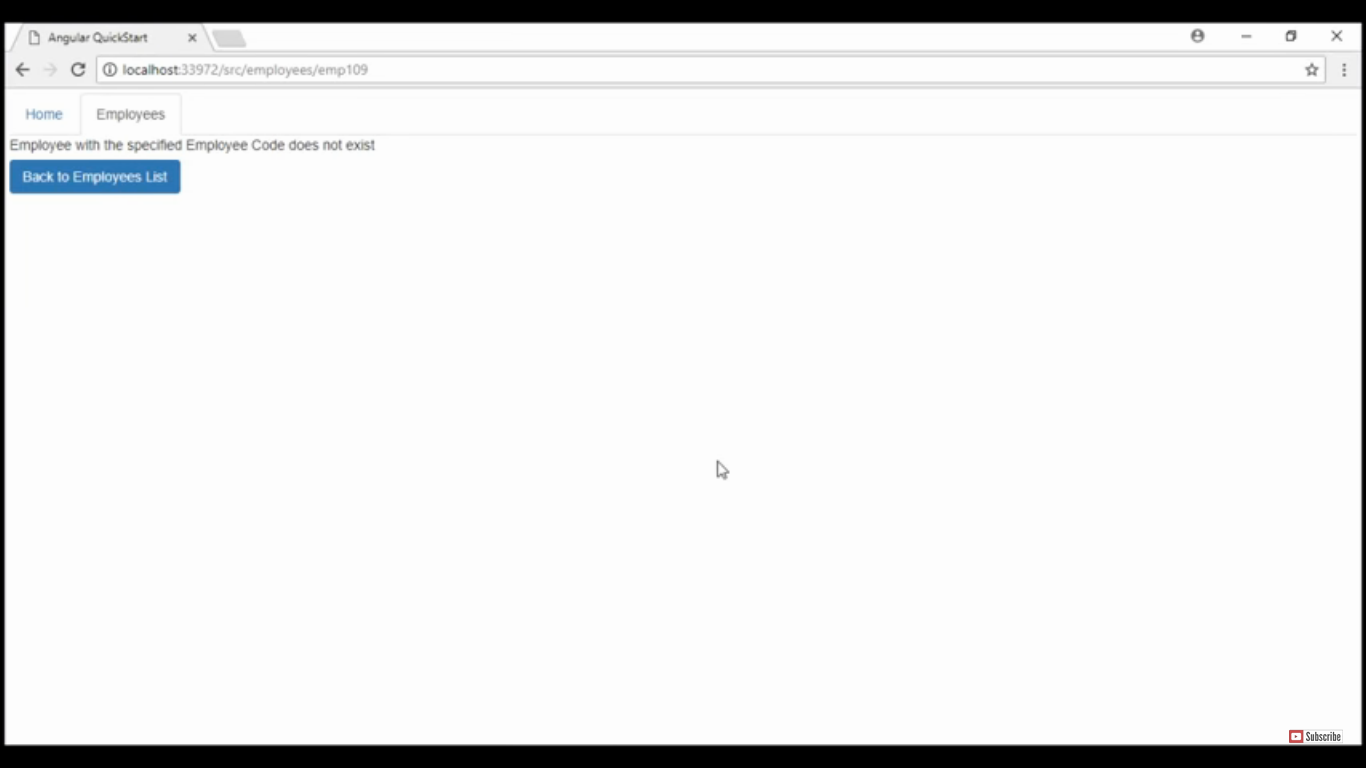 Angular QuickStart
localhost:33972/src/employees/emp109
Home
Employees
Employee with the specified Employee Code does not exist
Back to Employees List
Subscribe